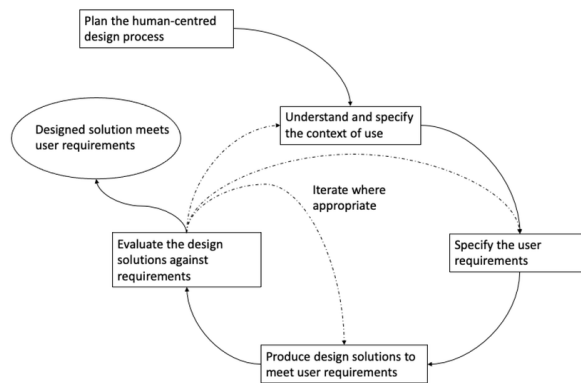 Plan the human-centred
design process
Understand and specify
the context of use
Designed solution meets
user requirements
Iterate where
appropriate
Evaluate the design
solutions against
requirements
Specify the user
requirements
Produce design solutions to
meet user requirements